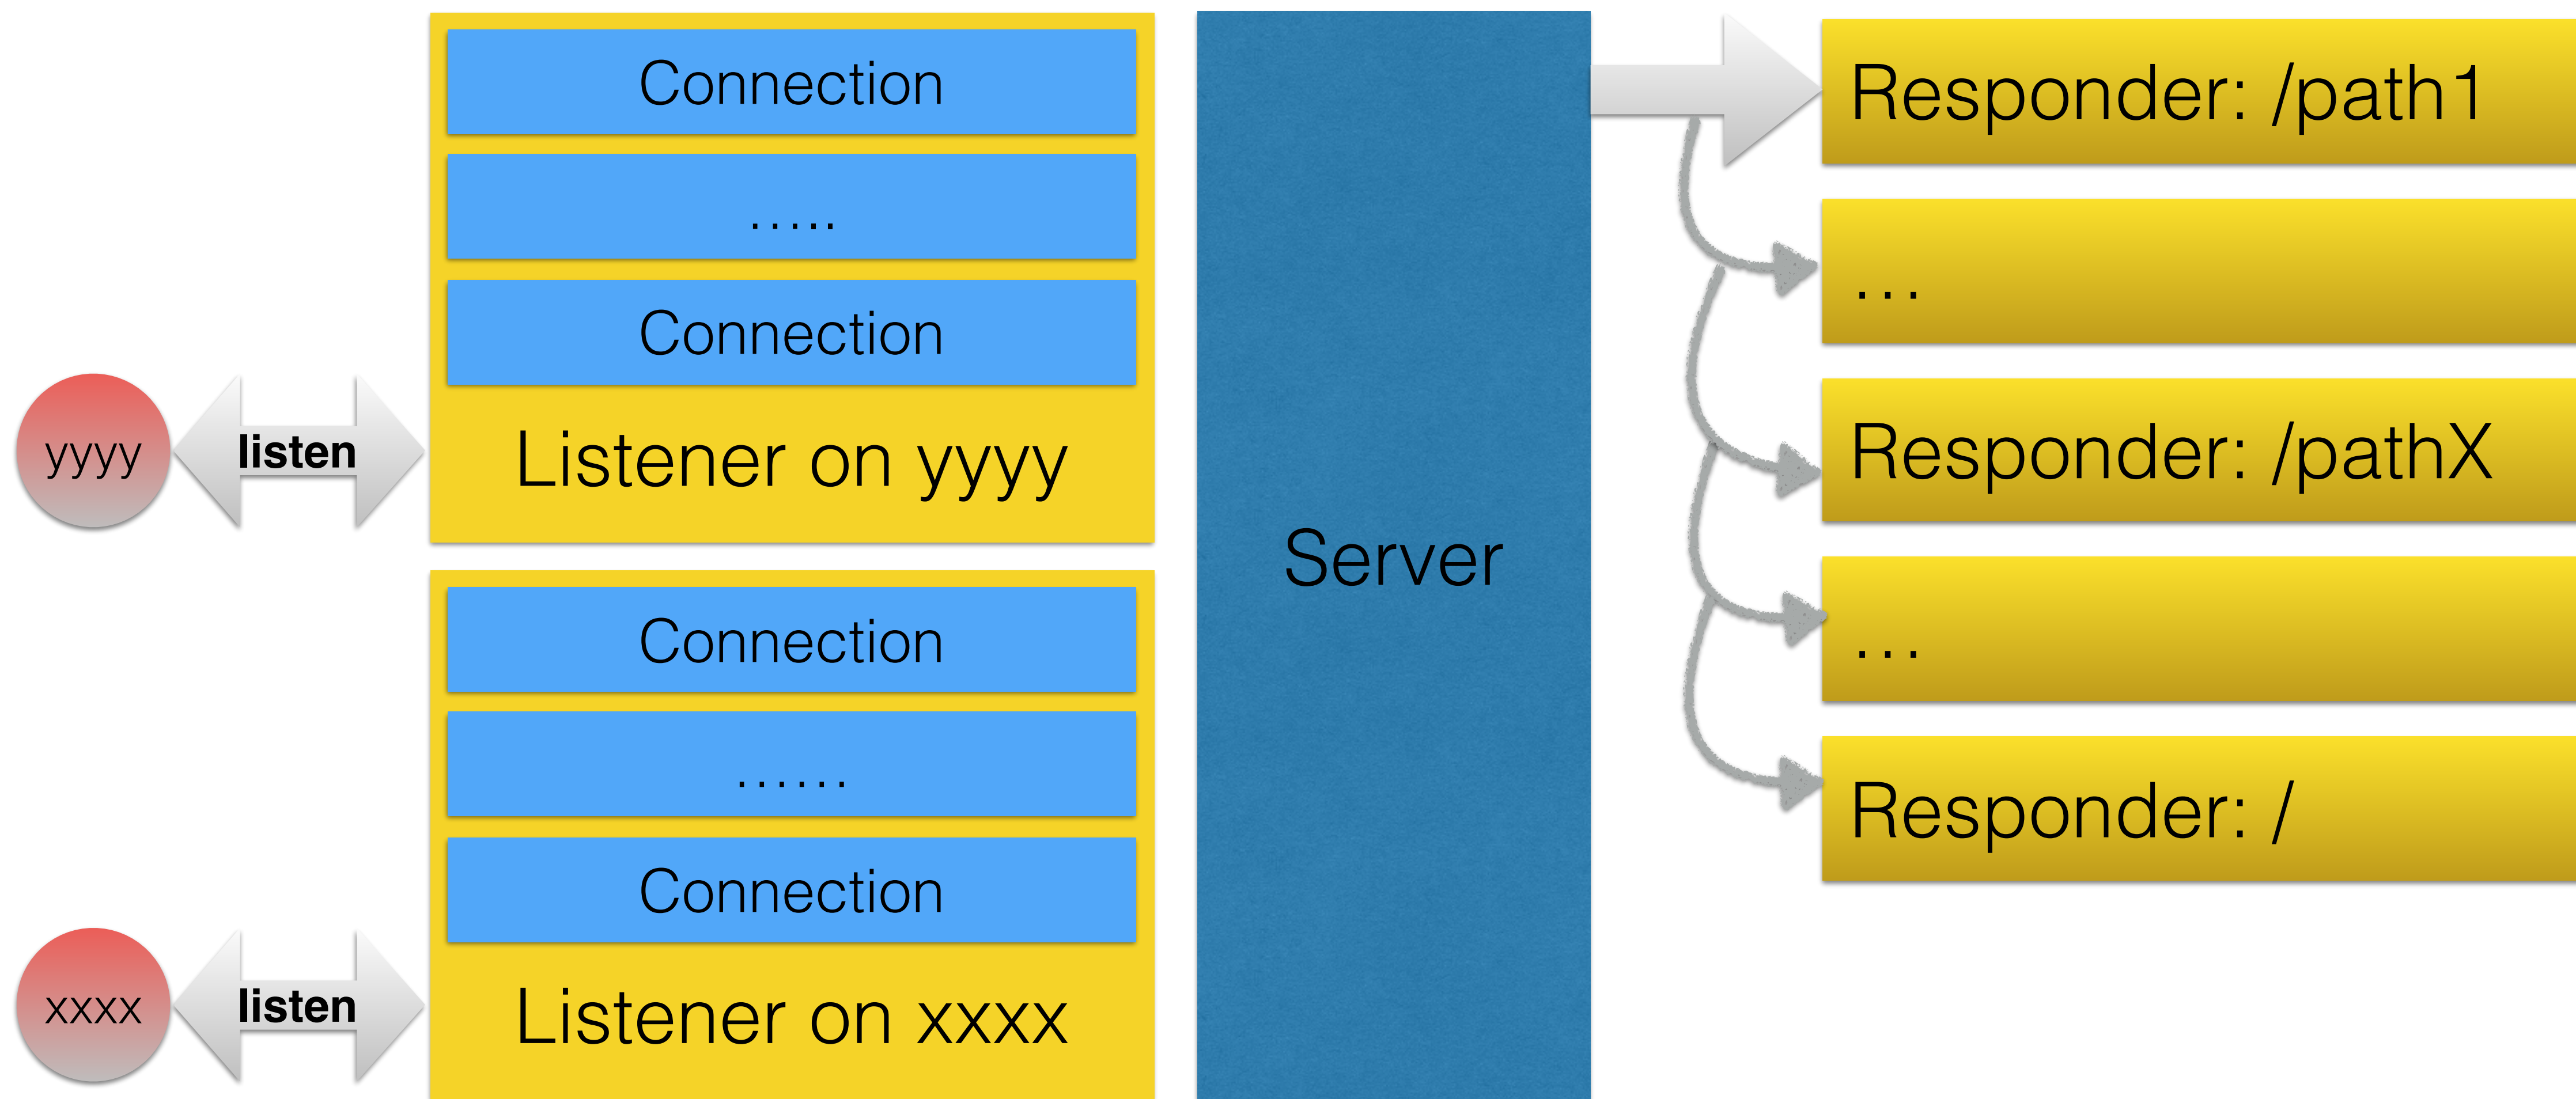 Connection
.....
Connection
yyyy
listen
Listener on yyyy
Connection
......
Connection
xxxx
listen
Listener on xxxx
Server
Responder: /path1
...
Responder: /pathX
...
Responder: /